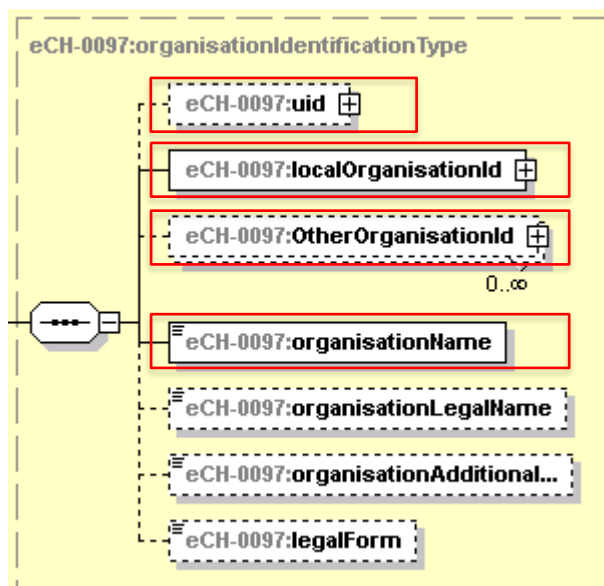 eCH-0097:organisationIdentificationType
eCH-0097:uid
eCH-0097:localOrganisationId
eCH-0097:OtherOrganisationId
0..∞
eCH-0097:organisationName
eCH-0097:organisationLegalName
eCH-0097:organisationAdditional...
eCH-0097:legalForm